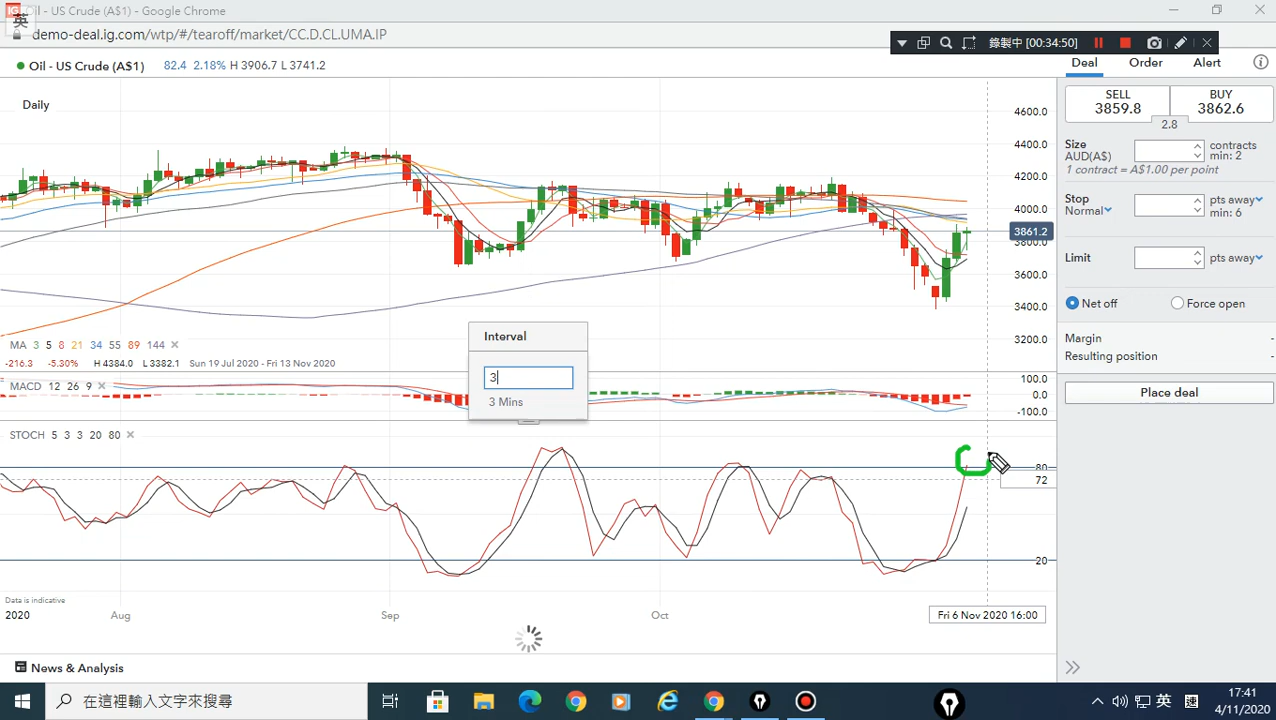 Oil - US Crude (A$1) - Google Chrome
英
demo-deal.ig.com/wtp/#/tearoff/market/CC.D.CL.UMA.IP
錄製中 [00:34:50]
Oil - US Crude (A$1) 82.4 2.18% H 3906.7 L 3741.2
Deal Order Alert
Daily
SELL 3859.8
BUY 3862.6
2.8
Size AUD(A$) contracts min: 2
1 contract = A$1.00 per point
Stop Normal pts away min: 6
Limit pts away
Net off Force open
Margin -
Resulting position -
Place deal
4600.0
4400.0
4200.0
4000.0
3861.2
3800.0
3600.0
3400.0
3200.0
MA 3 5 8 21 34 55 89 144
-216.3 -5.30% H 4384.0 L 3382.1 Sun 19 Jul 2020 - Fri 13 Nov 2020
Interval
3
3 Mins
MACD 12 26 9
100.0
0.0
-100.0
STOCH 5 3 3 20 80
80
72
20
Data is indicative
2020 Aug Sep Oct Fri 6 Nov 2020 16:00
News & Analysis
在這裡輸入文字來搜尋
英
17:41
4/11/2020